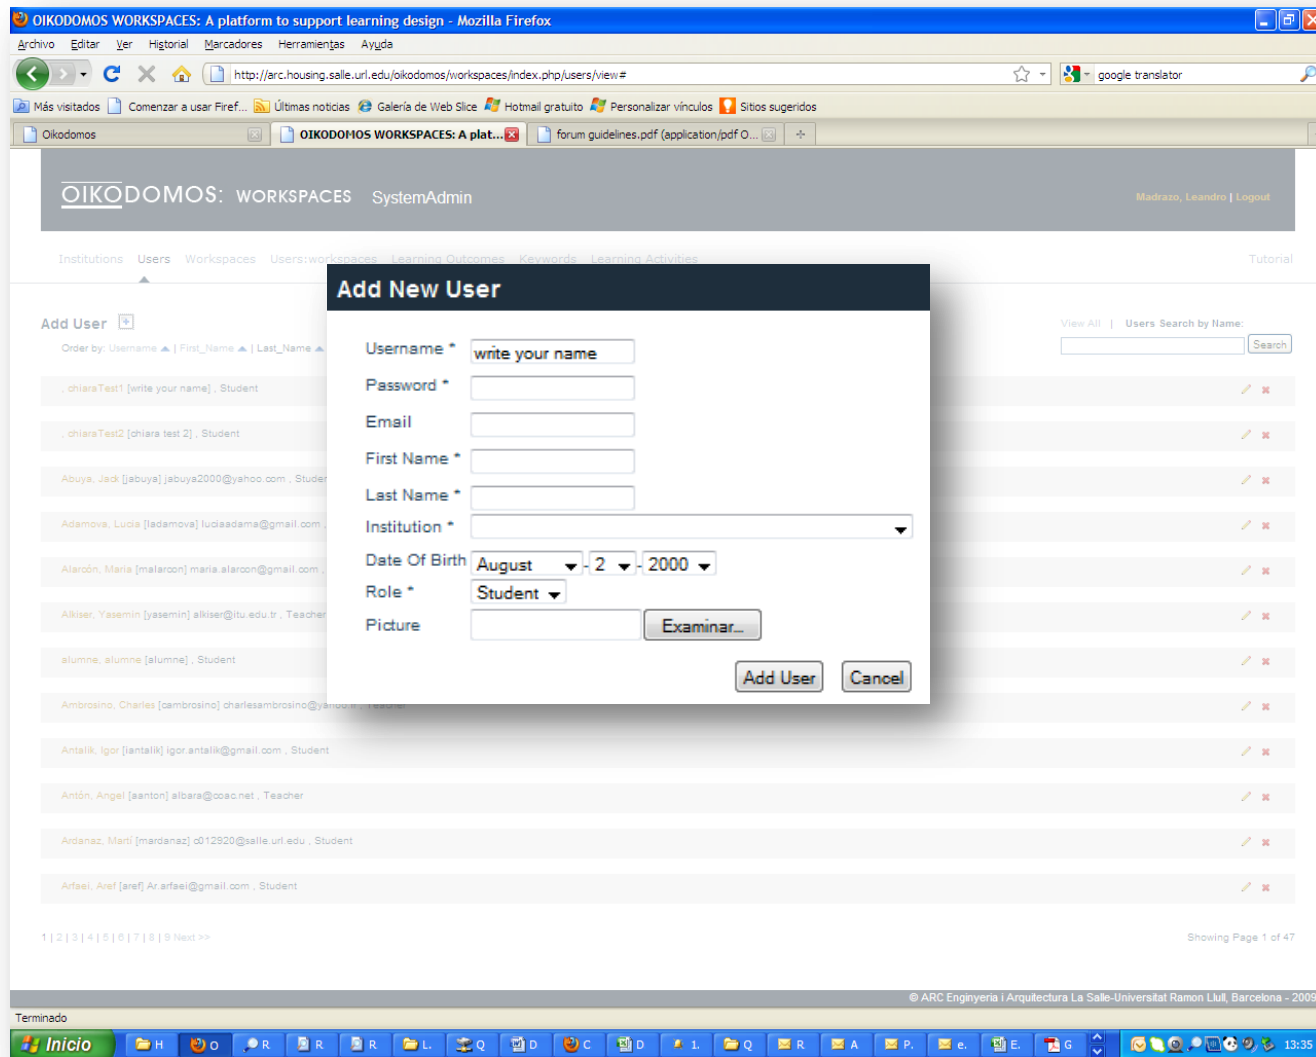 OIKODOMOS WORKSPACES: A platform to support learning design - Mozilla Firefox
Archivo Editar Ver Historial Marcadores Herramientas Ayuda
http://arc.housing.salle.url.edu/oikodomos/workspaces/index.php/users/view# google translator
Más visitados Comenzar a usar Firef... Últimas noticias Galería de Web Slice Hotmail gratuito Personalizar vínculos Sitios sugeridos
Oikodomos OIKODOMOS WORKSPACES: A plat... forum guidelines.pdf (application/pdf O...
OIKODOMOS: WORKSPACES SystemAdmin Madrazo, Leandro | Logout
Institutions Users Workspaces Users:workspaces Learning Outcomes Keywords Learning Activities Tutorial
Add New User
Add User View All | Users Search by Name:
Order by: Username | First_Name | Last_Name Search
Username * write your name
Password *
Email
First Name *
Last Name *
Institution *
Date Of Birth August - 2 - 2000
Role * Student
Picture Examinar...
Add User Cancel
, chiaraTest1 [write your name] , Student
, chiaraTest2 [chiara test 2] , Student
Abuya, Jack [jabuya] jabuya2000@yahoo.com , Studen
Adamova, Lucia [ladamova] luciaadama@gmail.com ,
Alarcón, Maria [malarcon] maria.alarcon@gmail.com ,
Alkiser, Yasemin [yasemin] alkiser@itu.edu.tr , Teacher
alumne, alumne [alumne] , Student
Ambrosino, Charles [cambrosino] charlesambrosino@yahoo.fr , Teacher
Antalik, Igor [iantalik] igor.antalik@gmail.com , Student
Antón, Angel [aanton] albara@coac.net , Teacher
Ardanaz, Martí [mardanaz] c012920@salle.url.edu , Student
Arfaei, Aref [aref] Ar.arfaei@gmail.com , Student
1 | 2 | 3 | 4 | 5 | 6 | 7 | 8 | 9 Next >> Showing Page 1 of 47
© ARC Enginyeria i Arquitectura La Salle-Universitat Ramon Llull, Barcelona - 2009
Terminado
Inicio H O R R R L. Q D C D 1. Q R A P. e. E. G 13:35